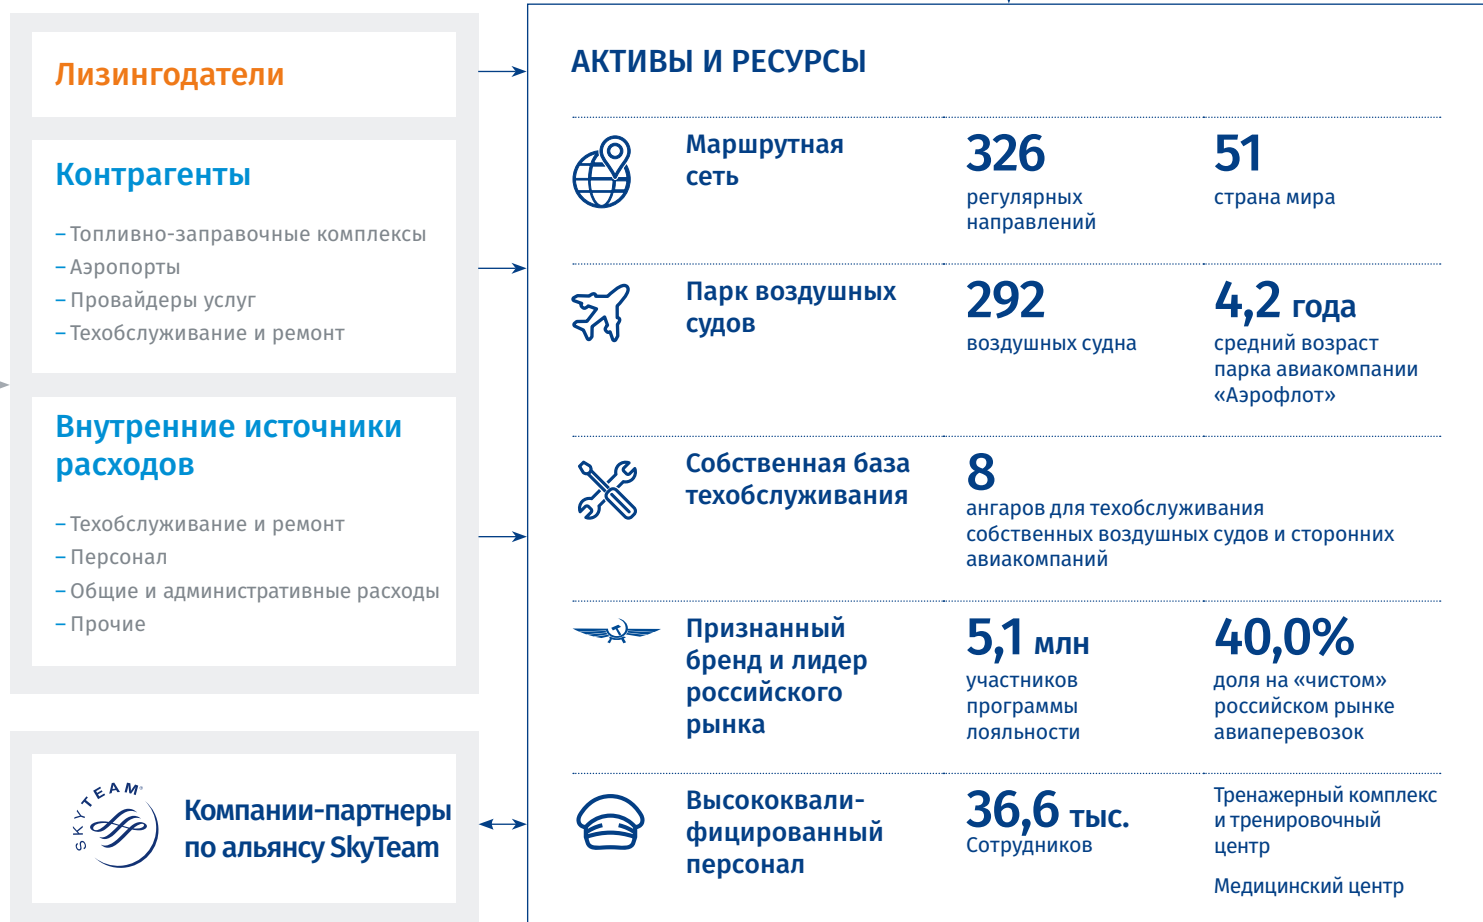 Лизингодатели
Контрагенты
– Топливно-заправочные комплексы
– Аэропорты
– Провайдеры услуг
– Техобслуживание и ремонт
Внутренние источники
расходов
– Техобслуживание и ремонт
– Персонал
– Общие и административные расходы
– Прочие
SKYTEAM®
Компании-партнеры
по альянсу SkyTeam
АКТИВЫ И РЕСУРСЫ
Маршрутная
сеть
326
регулярных
направлений
51
страна мира
Парк воздушных
судов
292
воздушных судна
4,2 года
средний возраст
парка авиакомпании
«Аэрофлот»
Собственная база
техобслуживания
8
ангаров для техобслуживания
собственных воздушных судов и сторонних
авиакомпаний
Признанный
бренд и лидер
российского
рынка
5,1 млн
участников
программы
лояльности
40,0%
доля на «чистом»
российском рынке
авиаперевозок
Высококвали-
фицированный
персонал
36,6 тыс.
Сотрудников
Тренажерный комплекс
и тренировочный
центр
Медицинский центр